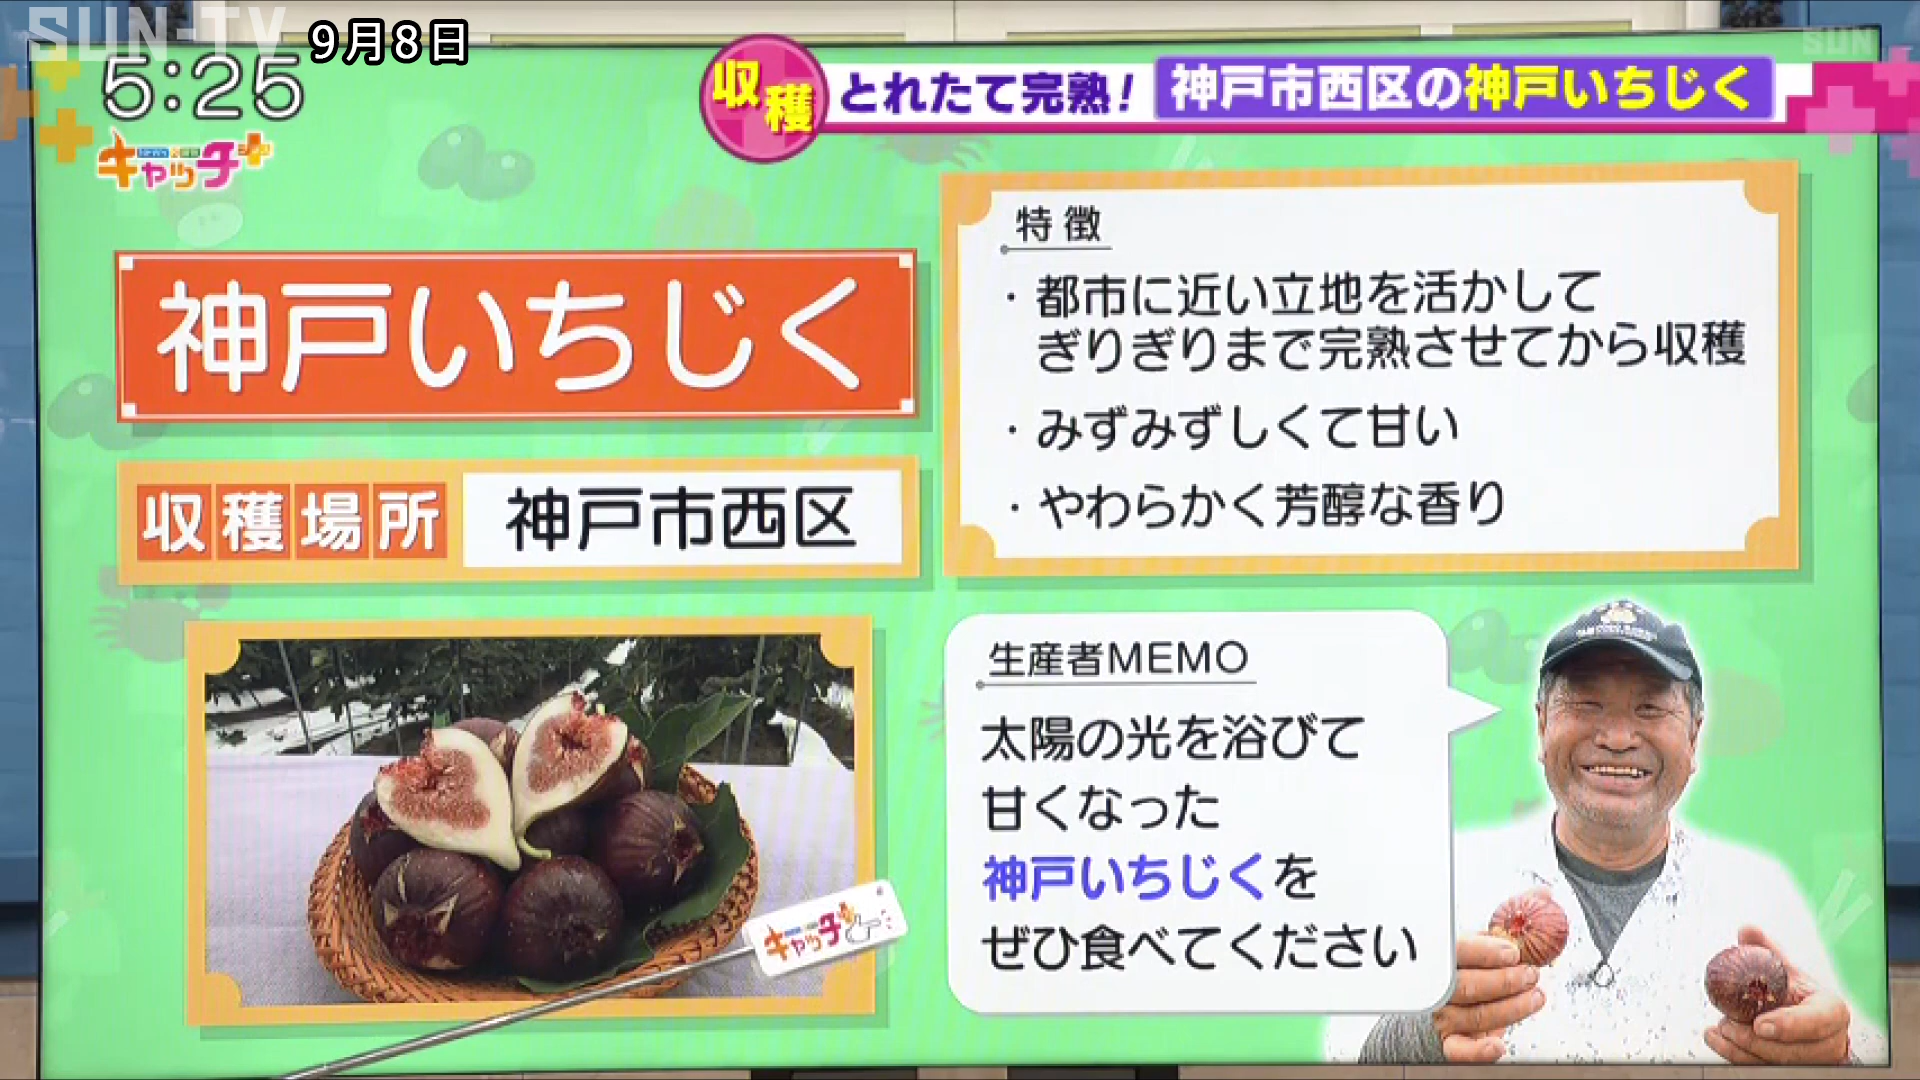 SUN-TV
9月8日
SUN
5:25
キャッチ+
収穫
とれたて完熟! 神戸市西区の神戸いちじく
神戸いちじく
収穫場所 神戸市西区
特徴
・都市に近い立地を活かして
ぎりぎりまで完熟させてから収穫
・みずみずしくて甘い
・やわらかく芳醇な香り
生産者MEMO
太陽の光を浴びて
甘くなった
神戸いちじくを
ぜひ食べてください
キャッチ+